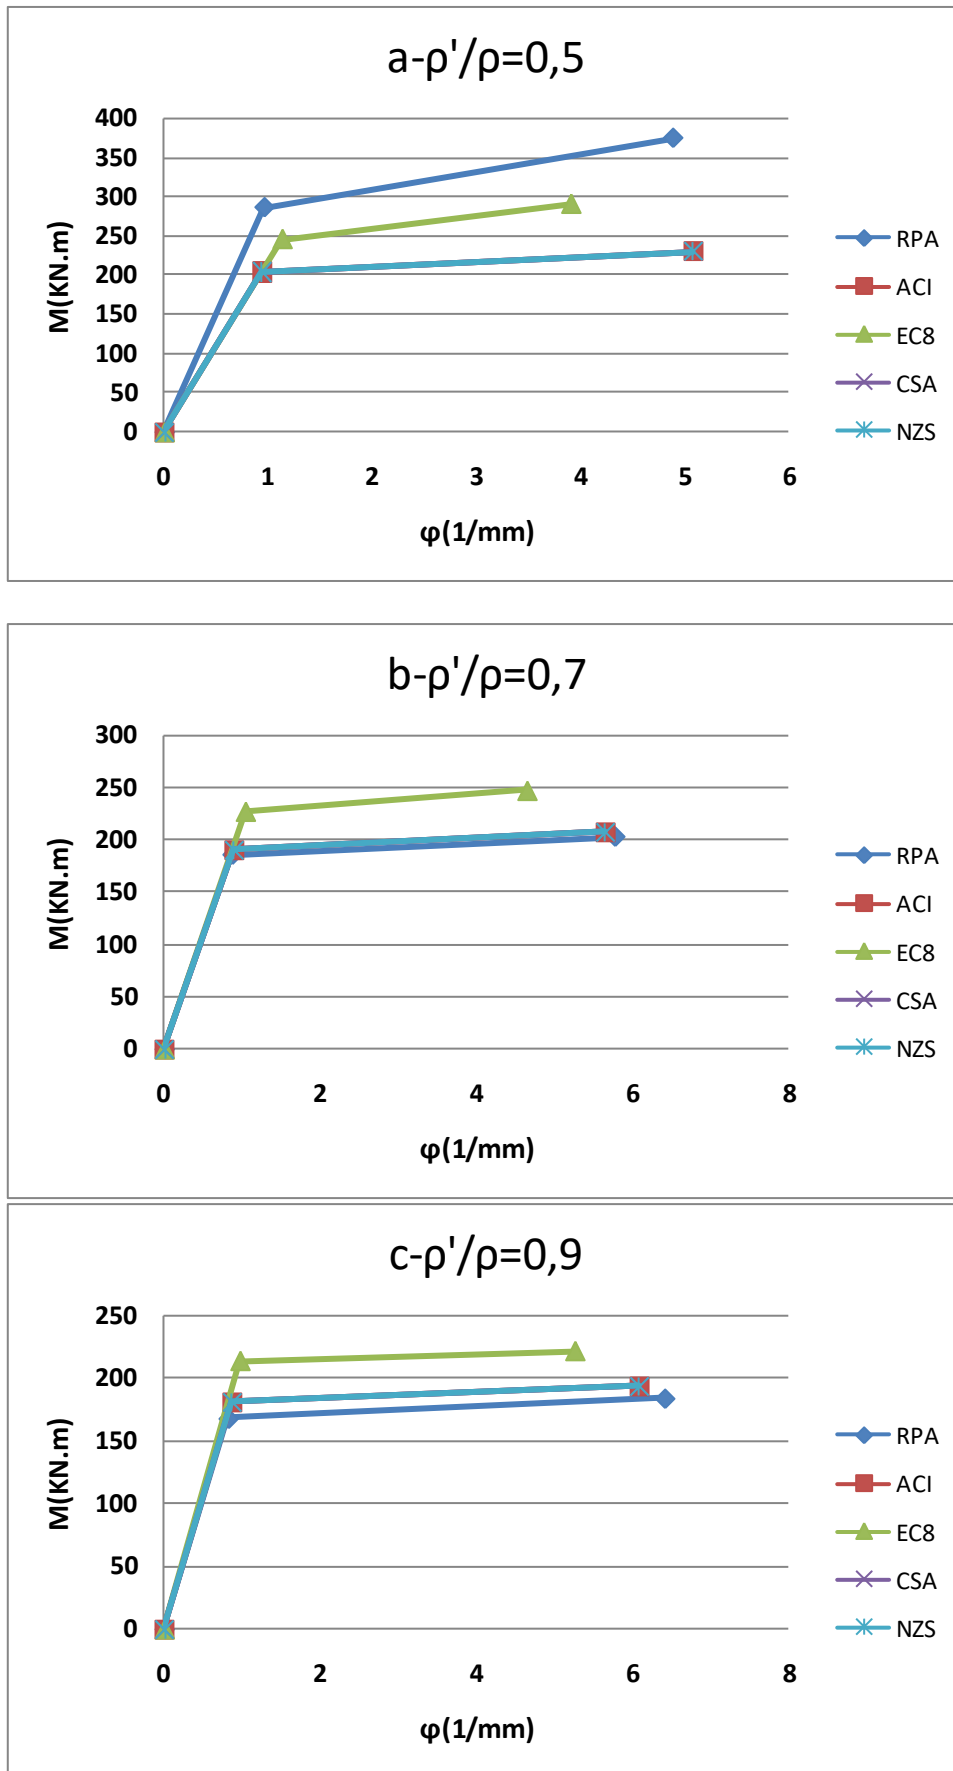 a-ρ'/ρ=0,5
400
350
300
250
200
150
100
50
0
M(KN.m)
0 1 2 3 4 5 6
φ(1/mm)
RPA
ACI
EC8
CSA
NZS
b-ρ'/ρ=0,7
300
250
200
150
100
50
0
M(KN.m)
0 2 4 6 8
φ(1/mm)
RPA
ACI
EC8
CSA
NZS
c-ρ'/ρ=0,9
250
200
150
100
50
0
M(KN.m)
0 2 4 6 8
φ(1/mm)
RPA
ACI
EC8
CSA
NZS